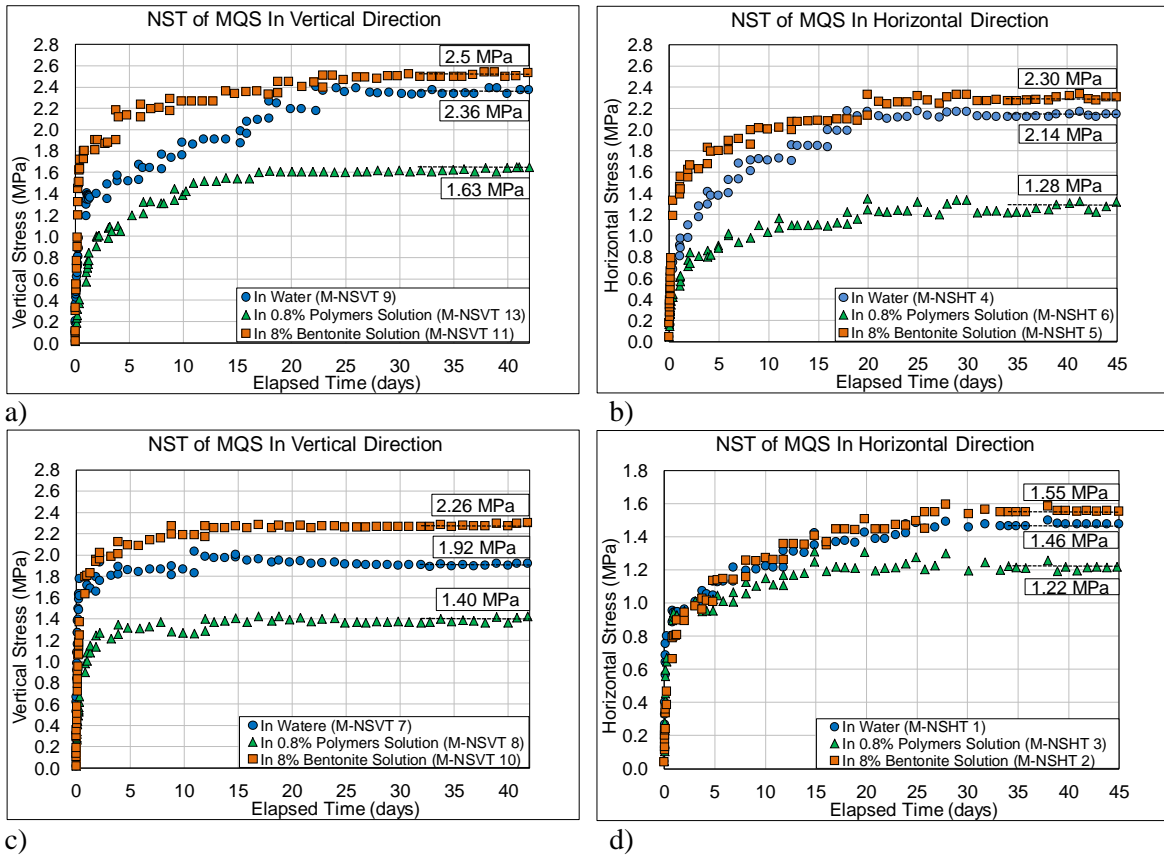 NST of MQS In Vertical Direction
2.8
2.6
2.4
2.2
2.0
1.8
1.6
1.4
1.2
1.0
0.8
0.6
0.4
0.2
0.0
Vertical Stress (MPa)
2.5 MPa
2.36 MPa
1.63 MPa
In Water (M-NSVT 9)
In 0.8% Polymers Solution (M-NSVT 13)
In 8% Bentonite Solution (M-NSVT 11)
0 5 10 15 20 25 30 35 40
Elapsed Time (days)
a)
NST of MQS In Horizontal Direction
2.8
2.6
2.4
2.2
2.0
1.8
1.6
1.4
1.2
1.0
0.8
0.6
0.4
0.2
0.0
Horizontal Stress (MPa)
2.30 MPa
2.14 MPa
1.28 MPa
In Water (M-NSHT 4)
In 0.8% Polymers Solution (M-NSHT 6)
In 8% Bentonite Solution (M-NSHT 5)
0 5 10 15 20 25 30 35 40 45
Elapsed Time (days)
b)
NST of MQS In Vertical Direction
2.8
2.6
2.4
2.2
2.0
1.8
1.6
1.4
1.2
1.0
0.8
0.6
0.4
0.2
0.0
Vertical Stress (MPa)
2.26 MPa
1.92 MPa
1.40 MPa
In Watere (M-NSVT 7)
In 0.8% Polymers Solution (M-NSVT 8)
In 8% Bentonite Solution (M-NSVT 10)
0 5 10 15 20 25 30 35 40
Elapsed Time (days)
c)
NST of MQS In Horizontal Direction
1.8
1.6
1.4
1.2
1.0
0.8
0.6
0.4
0.2
0.0
Horizontal Stress (MPa)
1.55 MPa
1.46 MPa
1.22 MPa
In Water (M-NSHT 1)
In 0.8% Polymers Solution (M-NSHT 3)
In 8% Bentonite Solution (M-NSHT 2)
0 5 10 15 20 25 30 35 40 45
Elapsed Time (days)
d)